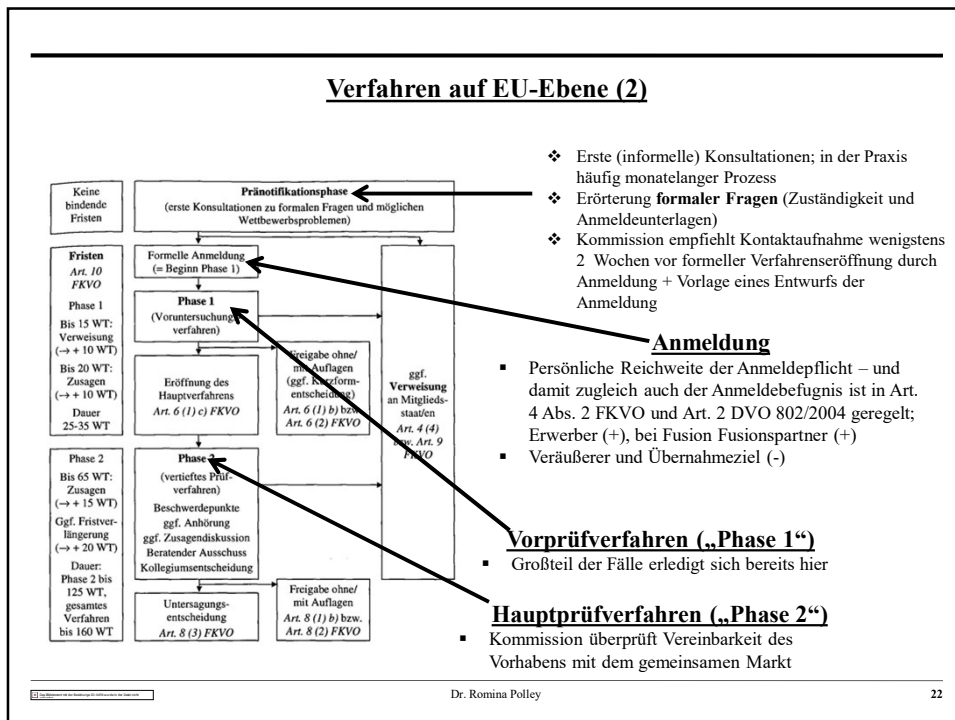 Verfahren auf EU-Ebene (2)
Keine
bindende
Fristen
Pränotifikationsphase
(erste Konsultationen zu formalen Fragen und möglichen
Wettbewerbsproblemen)
Fristen
Art. 10
FKVO
Phase 1
Bis 15 WT:
Verweisung
(→ + 10 WT)
Bis 20 WT:
Zusagen
(→ + 10 WT)
Dauer
25-35 WT
Formelle Anmeldung
(= Beginn Phase 1)
Phase 1
(Voruntersuchungs-
verfahren)
Eröffnung des
Hauptverfahrens
Art. 6 (1) c) FKVO
Freigabe ohne/
mit Auflagen
(ggf. Kurzform-
entscheidung)
Art. 6 (1) b) bzw.
Art. 6 (2) FKVO
ggf.
Verweisung
an Mitglieds-
staat/en
Art. 4 (4)
bzw. Art. 9
FKVO
Phase 2
Bis 65 WT:
Zusagen
(→ + 15 WT)
Ggf. Fristver-
längerung
(→ + 20 WT)
Dauer:
Phase 2 bis
125 WT,
gesamtes
Verfahren
bis 160 WT
Phase 2
(vertieftes Prüf-
verfahren)
Beschwerdepunkte
ggf. Anhörung
ggf. Zusagendiskussion
Beratender Ausschuss
Kollegiumsentscheidung
Untersagungs-
entscheidung
Art. 8 (3) FKVO
Freigabe ohne/
mit Auflagen
Art. 8 (1) b) bzw.
Art. 8 (2) FKVO
❖ Erste (informelle) Konsultationen; in der Praxis
häufig monatelanger Prozess
❖ Erörterung formaler Fragen (Zuständigkeit und
Anmeldeunterlagen)
❖ Kommission empfiehlt Kontaktaufnahme wenigstens
2 Wochen vor formeller Verfahrenseröffnung durch
Anmeldung + Vorlage eines Entwurfs der
Anmeldung
Anmeldung
▪ Persönliche Reichweite der Anmeldepflicht – und
damit zugleich auch der Anmeldebefugnis ist in Art.
4 Abs. 2 FKVO und Art. 2 DVO 802/2004 geregelt;
Erwerber (+), bei Fusion Fusionspartner (+)
▪ Veräußerer und Übernahmeziel (-)
Vorprüfverfahren („Phase 1“)
▪ Großteil der Fälle erledigt sich bereits hier
Hauptprüfverfahren („Phase 2“)
▪ Kommission überprüft Vereinbarkeit des
Vorhabens mit dem gemeinsamen Markt
Dr. Romina Polley
22